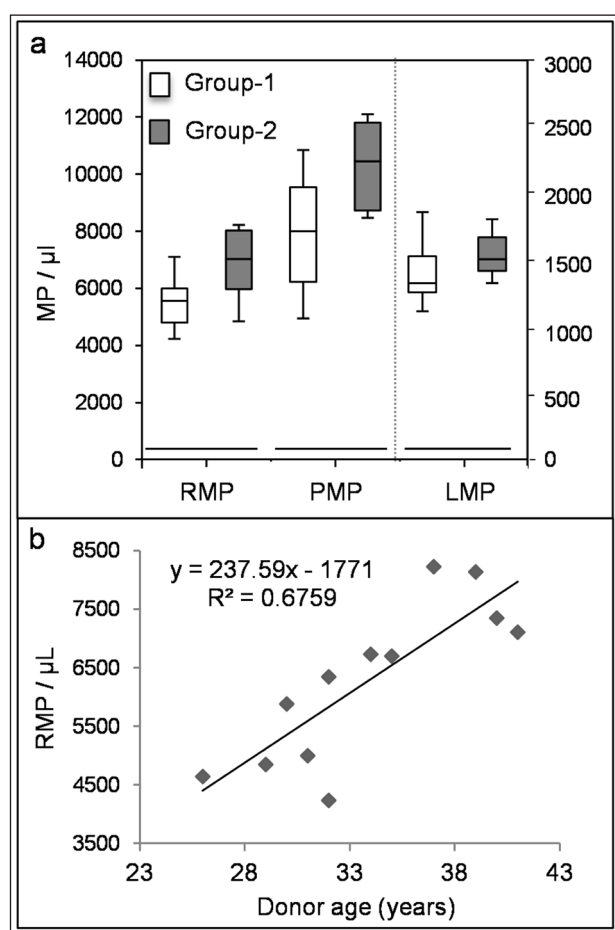 a
14000
12000
10000
8000
6000
4000
2000
0
MP / µl
Group-1
Group-2
3000
2500
2000
1500
1000
500
0
RMP PMP LMP
b
8500
7500
6500
5500
4500
3500
RMP / µL
y = 237.59x - 1771
R² = 0.6759
23 28 33 38 43
Donor age (years)